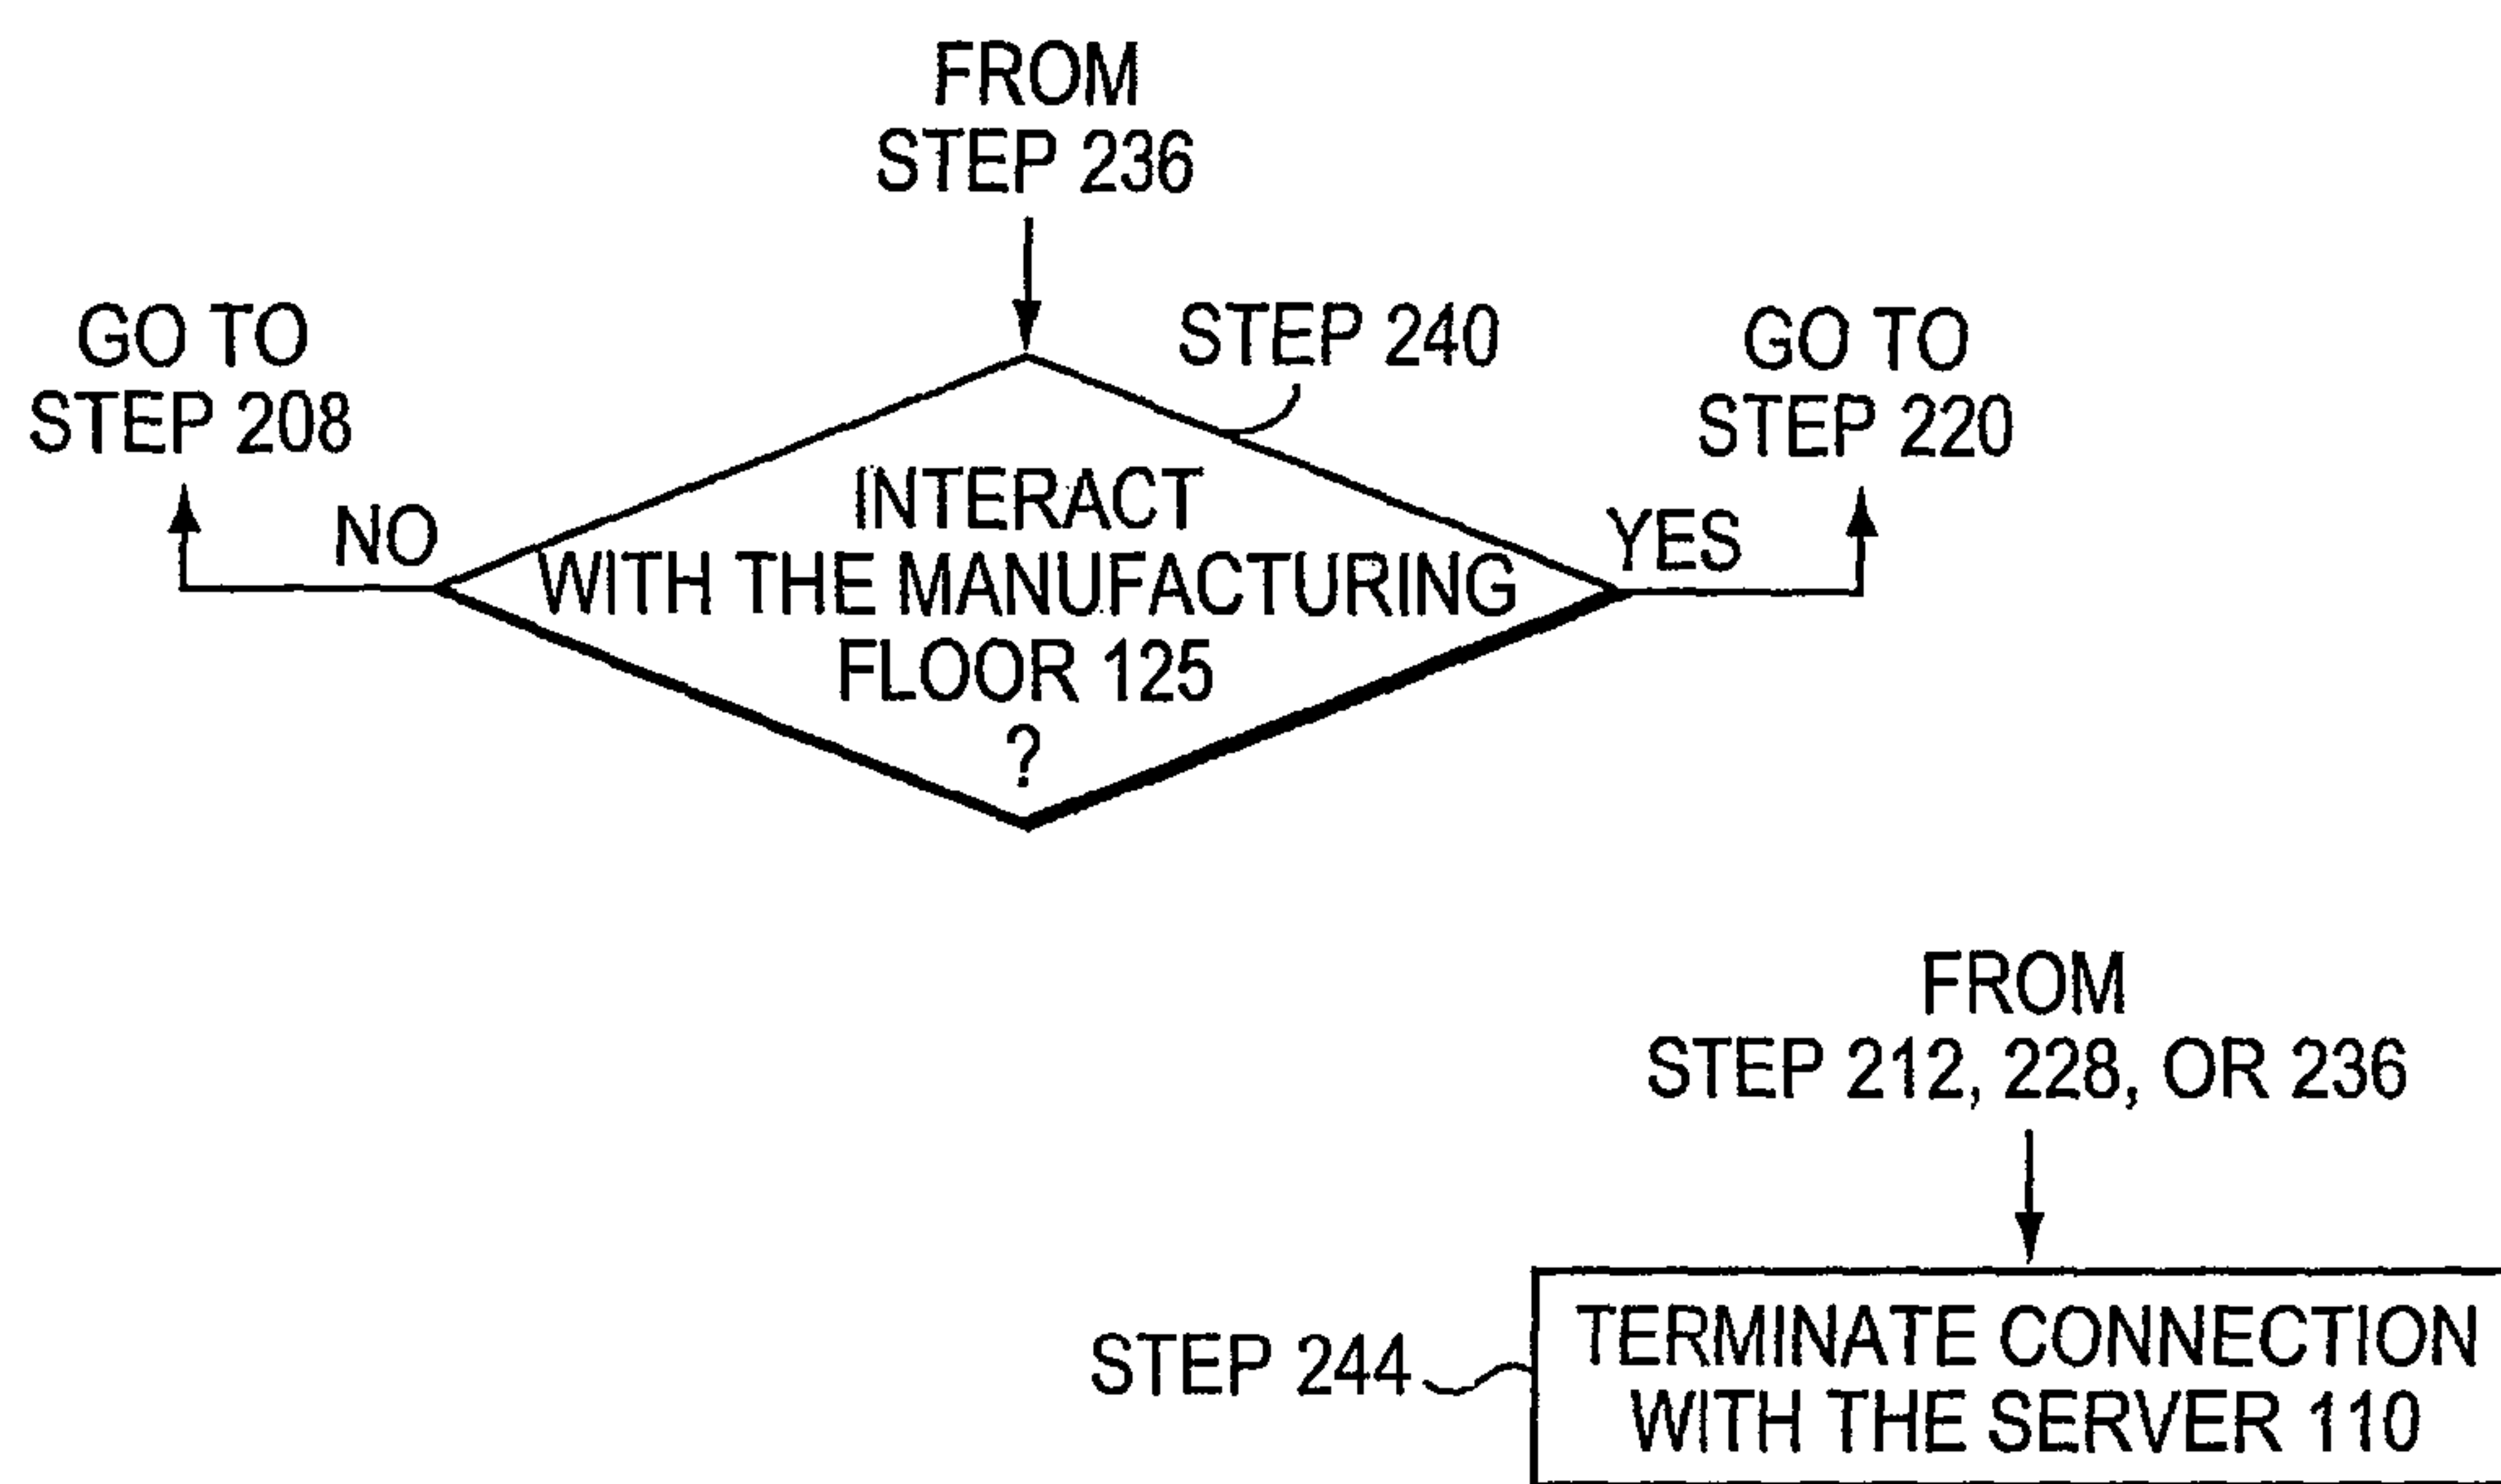 FROM
STEP 236
GO TO
STEP 208
STEP 240
GO TO
STEP 220
NO
INTERACT
WITH THE MANUFACTURING
FLOOR 125
?
YES
FROM
STEP 212, 228, OR 236
STEP 244
TERMINATE CONNECTION
WITH THE SERVER 110